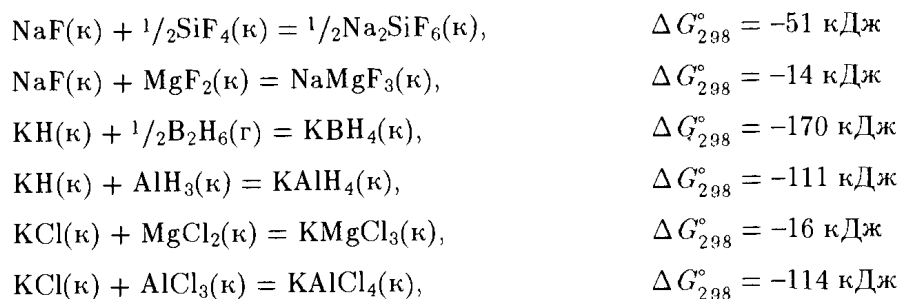 NaF(к) + 1/2SiF4(к) = 1/2Na2SiF6(к), ΔG°298 = –51 кДж
NaF(к) + MgF2(к) = NaMgF3(к), ΔG°298 = –14 кДж
KH(к) + 1/2B2H6(г) = KBH4(к), ΔG°298 = –170 кДж
KH(к) + AlH3(к) = KAlH4(к), ΔG°298 = –111 кДж
KCl(к) + MgCl2(к) = KMgCl3(к), ΔG°298 = –16 кДж
KCl(к) + AlCl3(к) = KAlCl4(к), ΔG°298 = –114 кДж